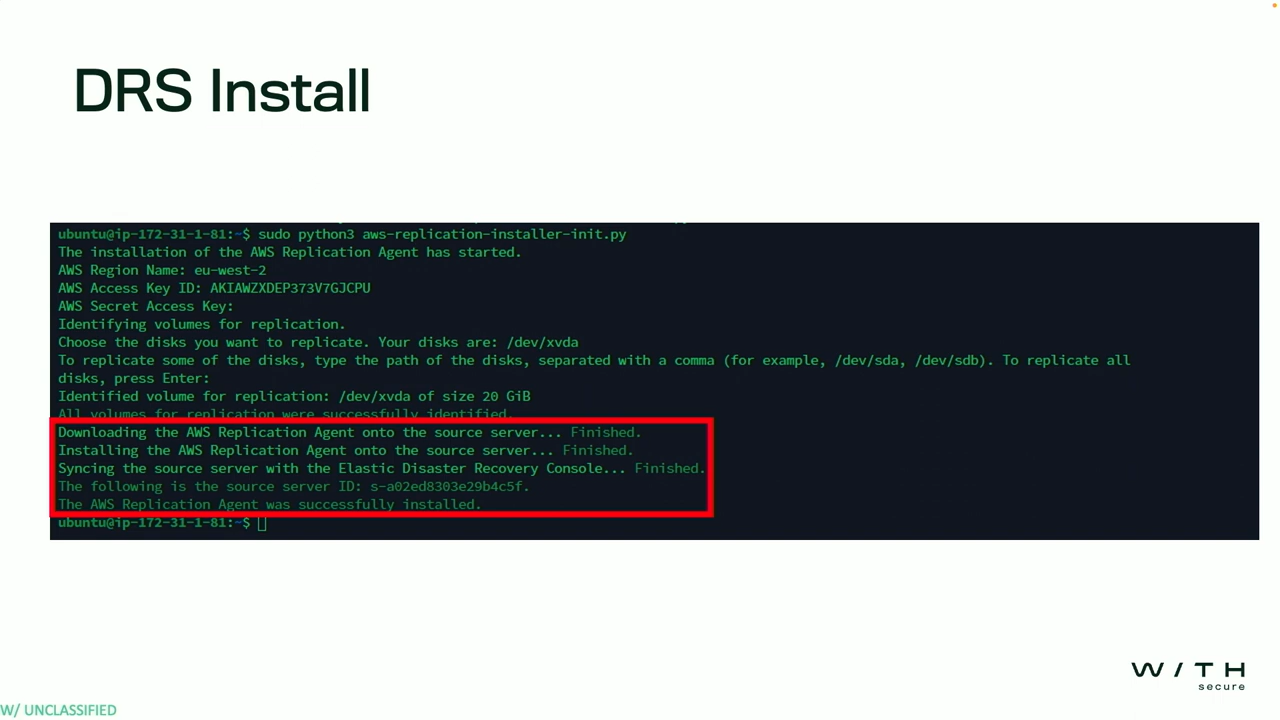 DRS Install
ubuntu@ip-172-31-1-81:~$ sudo python3 aws-replication-installer-init.py
The installation of the AWS Replication Agent has started.
AWS Region Name: eu-west-2
AWS Access Key ID: AKIAWZXDEP373V7GJCPU
AWS Secret Access Key:
Identifying volumes for replication.
Choose the disks you want to replicate. Your disks are: /dev/xvda
To replicate some of the disks, type the path of the disks, separated with a comma (for example, /dev/sda, /dev/sdb). To replicate all
disks, press Enter:
Identified volume for replication: /dev/xvda of size 20 GiB
All volumes for replication were successfully identified.
Downloading the AWS Replication Agent onto the source server... Finished.
Installing the AWS Replication Agent onto the source server... Finished.
Syncing the source server with the Elastic Disaster Recovery Console... Finished.
The following is the source server ID: s-a02ed8303e29b4c5f.
The AWS Replication Agent was successfully installed.
ubuntu@ip-172-31-1-81:~$
W/TH
secure
W/ UNCLASSIFIED